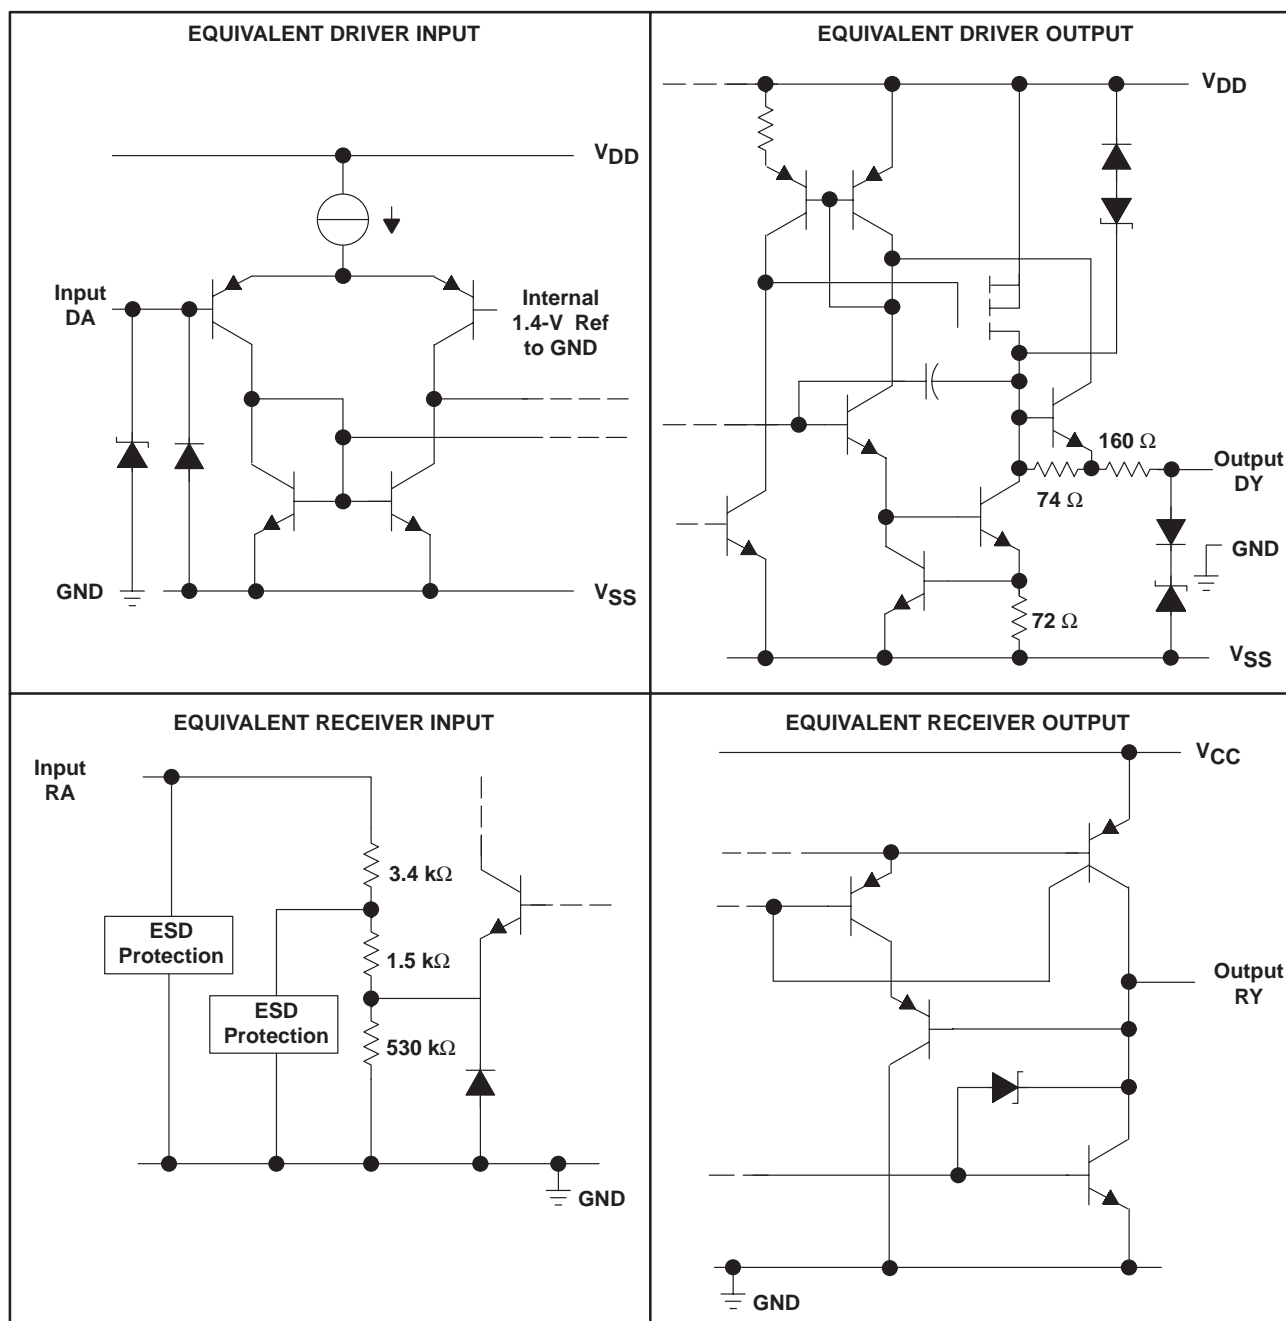 EQUIVALENT DRIVER INPUT
VDD
Input
DA
Internal
1.4-V Ref
to GND
GND
VSS
EQUIVALENT DRIVER OUTPUT
VDD
160 Ω
Output
DY
74 Ω
GND
72 Ω
VSS
EQUIVALENT RECEIVER INPUT
Input
RA
3.4 kΩ
ESD
Protection
1.5 kΩ
ESD
Protection
530 kΩ
GND
EQUIVALENT RECEIVER OUTPUT
VCC
Output
RY
GND